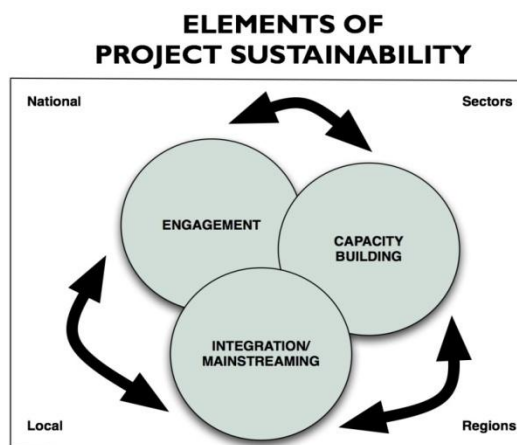 ELEMENTS OF
PROJECT SUSTAINABILITY
National
Sectors
ENGAGEMENT
CAPACITY
BUILDING
INTEGRATION/
MAINSTREAMING
Local
Regions